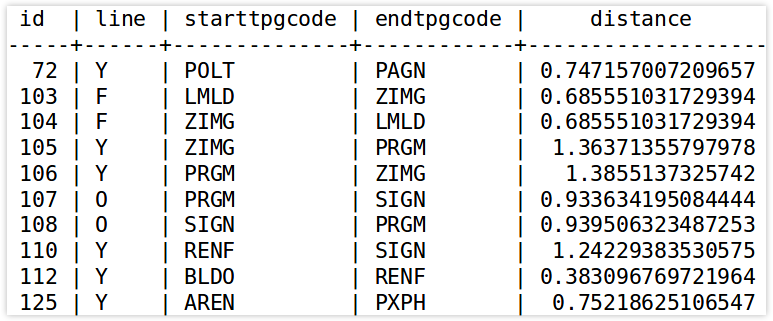 id  | line | starttpgcode | endtpgcode |     distance
-----+------+--------------+------------+-------------------
  72 | Y    | POLT         | PAGN       | 0.747157007209657
 103 | F    | LMLD         | ZIMG       | 0.685551031729394
 104 | F    | ZIMG         | LMLD       | 0.685551031729394
 105 | Y    | ZIMG         | PRGM       |  1.36371355797978
 106 | Y    | PRGM         | ZIMG       |   1.3855137325742
 107 | O    | PRGM         | SIGN       | 0.933634195084444
 108 | O    | SIGN         | PRGM       | 0.939506323487253
 110 | Y    | RENF         | SIGN       |  1.24229383530575
 112 | Y    | BLDO         | RENF       | 0.383096769721964
 125 | Y    | AREN         | PXPH       |  0.75218625106547